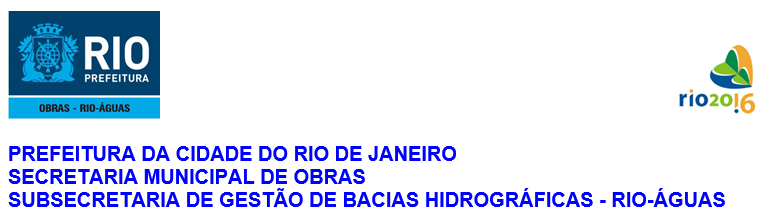 RIO
PREFEITURA
OBRAS - RIO-ÁGUAS
rio2016
PREFEITURA DA CIDADE DO RIO DE JANEIRO
SECRETARIA MUNICIPAL DE OBRAS
SUBSECRETARIA DE GESTÃO DE BACIAS HIDROGRÁFICAS - RIO-ÁGUAS